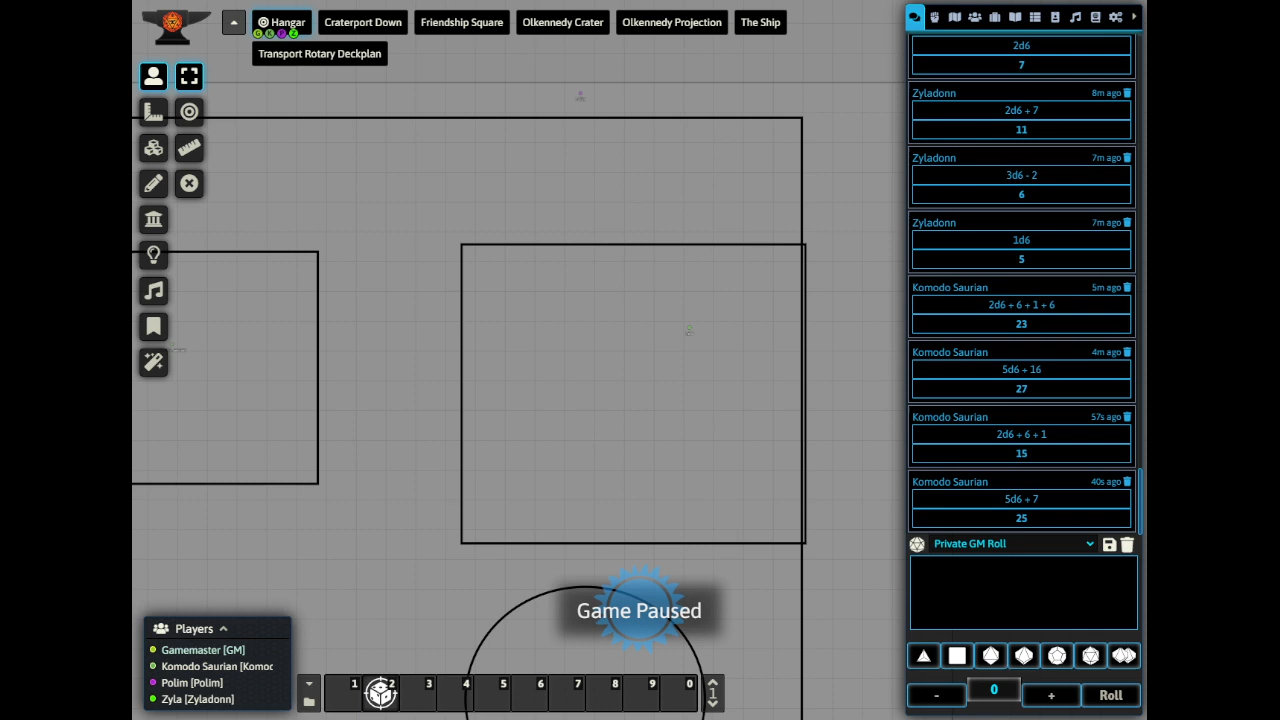 Hangar
Craterport Down
Friendship Square
Olkennedy Crater
Olkennedy Projection
The Ship
G K P Z
Transport Rotary Deckplan
2d6
7
Zyladonn 8m ago
2d6 + 7
11
Zyladonn 7m ago
3d6 - 2
6
Zyladonn 7m ago
1d6
5
Komodo Saurian 5m ago
2d6 + 6 + 1 + 6
23
Komodo Saurian 4m ago
5d6 + 16
27
Komodo Saurian 57s ago
2d6 + 6 + 1
15
Komodo Saurian 40s ago
5d6 + 7
25
Private GM Roll
- 0 + Roll
Game Paused
Players
Gamemaster [GM]
Komodo Saurian [Komoc
Polim [Polim]
Zyla [Zyladonn]
1 2 3 4 5 6 7 8 9 0
1